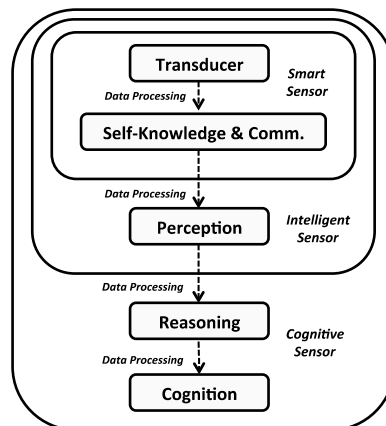 Transducer
Smart
Sensor
Data Processing
Self-Knowledge & Comm.
Data Processing
Perception
Intelligent
Sensor
Data Processing
Reasoning
Cognitive
Sensor
Data Processing
Cognition